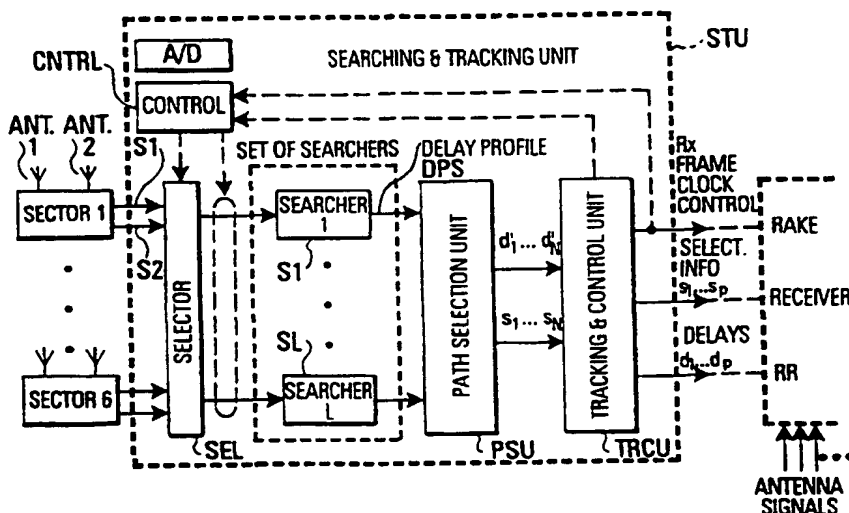 A/D
SEARCHING & TRACKING UNIT
STU
CNTRL
CONTROL
ANT. 1
ANT. 2
S1
SET OF SEARCHERS
DELAY PROFILE
DPS
Rx
FRAME
CLOCK
CONTROL
SECTOR 1
S2
SELECTOR
SEARCHER
1
S1
PATH SELECTION UNIT
d'1 ... d'N
s1 ... sN
TRACKING & CONTROL UNIT
RAKE
SELECT.
INFO
s1...sp
RECEIVER
DELAYS
d1...dp
RR
SL
SECTOR 6
SEARCHER
L
SEL
PSU
TRCU
ANTENNA
SIGNALS